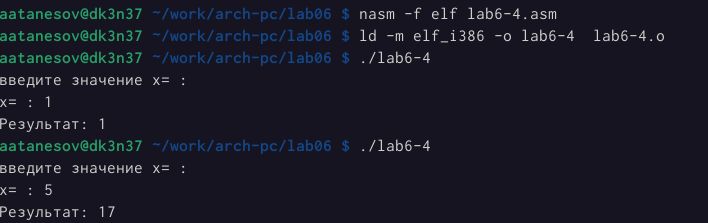 aatanesov@dk3n37 ~/work/arch-pc/lab06 $ nasm -f elf lab6-4.asm
aatanesov@dk3n37 ~/work/arch-pc/lab06 $ ld -m elf_i386 -o lab6-4  lab6-4.o
aatanesov@dk3n37 ~/work/arch-pc/lab06 $ ./lab6-4
введите значение x= :
x= : 1
Результат: 1
aatanesov@dk3n37 ~/work/arch-pc/lab06 $ ./lab6-4
введите значение x= :
x= : 5
Результат: 17